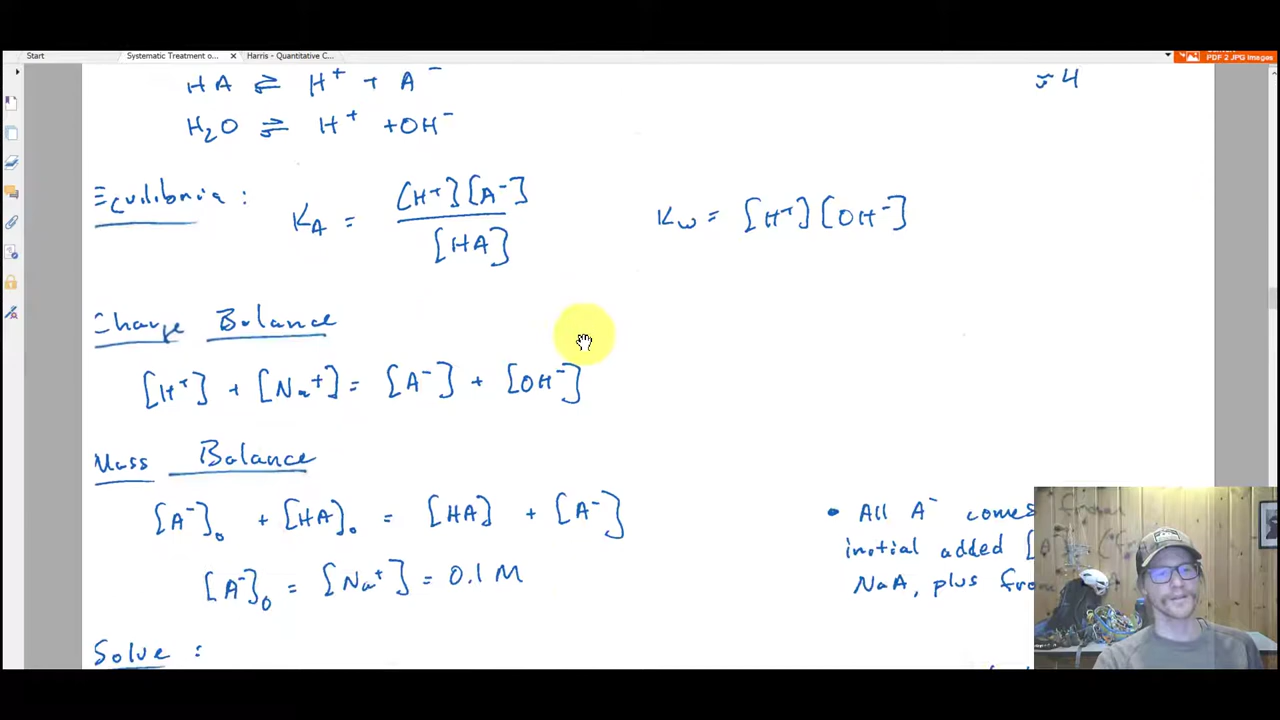 Start Systematic Treatment o... Harris - Quantitative C...
PDF 2 JPG Images
HA ⇌ H⁺ + A⁻
≈ 4
H₂O ⇌ H⁺ + OH⁻
Equilibria : K_A = [H⁺][A⁻] / [HA] K_w = [H⁺][OH⁻]
Charge Balance
[H⁺] + [Na⁺] = [A⁻] + [OH⁻]
Mass Balance
[A⁻]₀ + [HA]₀ = [HA] + [A⁻]
• All A⁻ comes
initial added [
[A⁻]₀ = [Na⁺] = 0.1 M
NaA, plus fro
Solve :